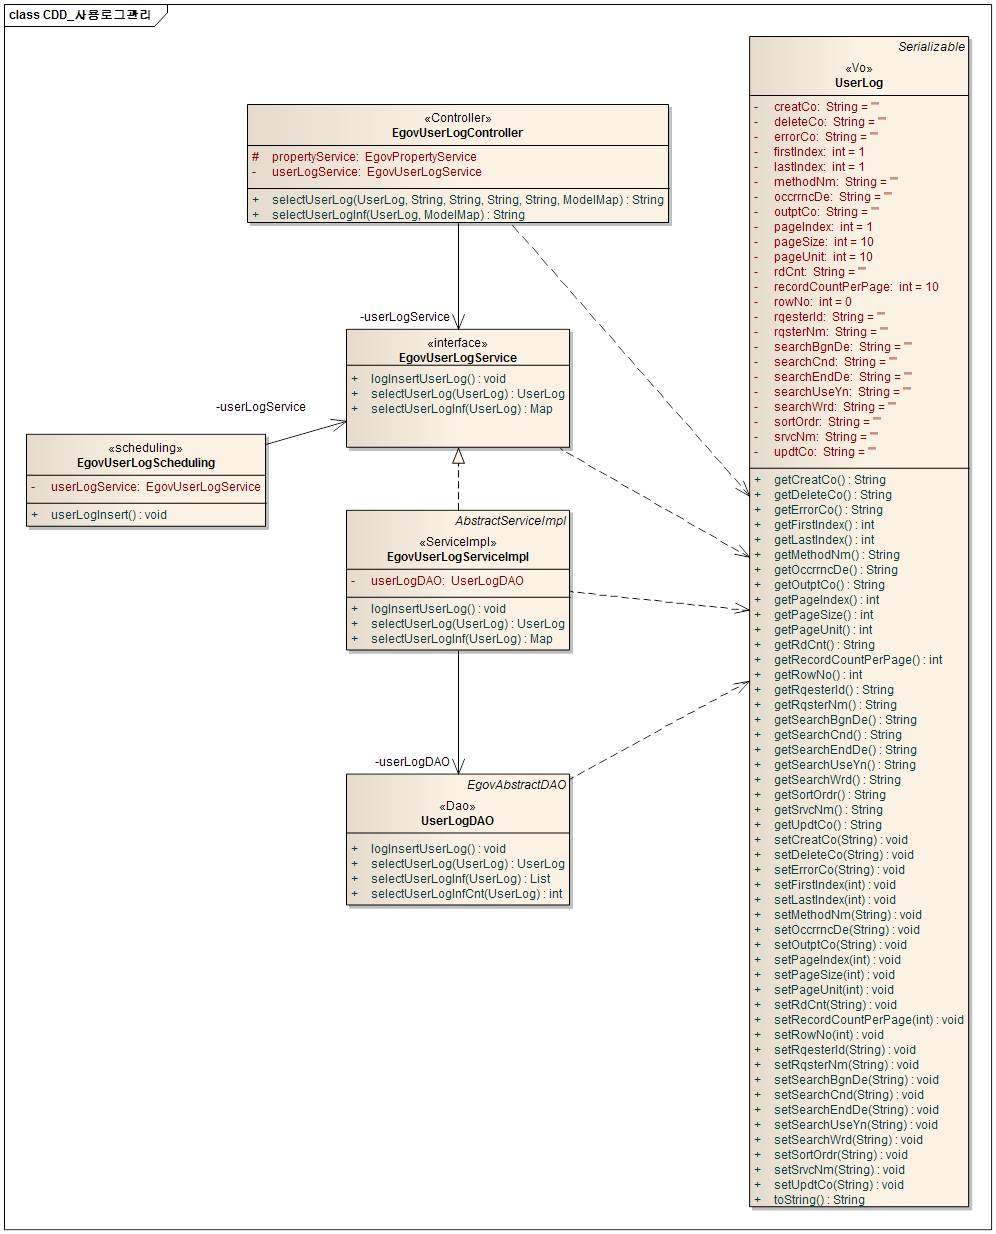 class CDD_사용로그관리
«Controller»
EgovUserLogController
# propertyService: EgovPropertyService
- userLogService: EgovUserLogService
+ selectUserLog(UserLog, String, String, String, String, ModelMap) : String
+ selectUserLogInf(UserLog, ModelMap) : String
-userLogService
«interface»
EgovUserLogService
+ logInsertUserLog() : void
+ selectUserLog(UserLog) : UserLog
+ selectUserLogInf(UserLog) : Map
-userLogService
«scheduling»
EgovUserLogScheduling
- userLogService: EgovUserLogService
+ userLogInsert() : void
AbstractServiceImpl
«ServiceImpl»
EgovUserLogServiceImpl
- userLogDAO: UserLogDAO
+ logInsertUserLog() : void
+ selectUserLog(UserLog) : UserLog
+ selectUserLogInf(UserLog) : Map
-userLogDAO
EgovAbstractDAO
«Dao»
UserLogDAO
+ logInsertUserLog() : void
+ selectUserLog(UserLog) : UserLog
+ selectUserLogInf(UserLog) : List
+ selectUserLogInfCnt(UserLog) : int
Serializable
«Vo»
UserLog
- creatCo: String = ""
- deleteCo: String = ""
- errorCo: String = ""
- firstIndex: int = 1
- lastIndex: int = 1
- methodNm: String = ""
- occrrncDe: String = ""
- outptCo: String = ""
- pageIndex: int = 1
- pageSize: int = 10
- pageUnit: int = 10
- rdCnt: String = ""
- recordCountPerPage: int = 10
- rowNo: int = 0
- rqesterId: String = ""
- rqsterNm: String = ""
- searchBgnDe: String = ""
- searchCnd: String = ""
- searchEndDe: String = ""
- searchUseYn: String = ""
- searchWrd: String = ""
- sortOrdr: String = ""
- srvcNm: String = ""
- updtCo: String = ""
+ getCreatCo() : String
+ getDeleteCo() : String
+ getErrorCo() : String
+ getFirstIndex() : int
+ getLastIndex() : int
+ getMethodNm() : String
+ getOccrrncDe() : String
+ getOutptCo() : String
+ getPageIndex() : int
+ getPageSize() : int
+ getPageUnit() : int
+ getRdCnt() : String
+ getRecordCountPerPage() : int
+ getRowNo() : int
+ getRqesterId() : String
+ getRqsterNm() : String
+ getSearchBgnDe() : String
+ getSearchCnd() : String
+ getSearchEndDe() : String
+ getSearchUseYn() : String
+ getSearchWrd() : String
+ getSortOrdr() : String
+ getSrvcNm() : String
+ getUpdtCo() : String
+ setCreatCo(String) : void
+ setDeleteCo(String) : void
+ setErrorCo(String) : void
+ setFirstIndex(int) : void
+ setLastIndex(int) : void
+ setMethodNm(String) : void
+ setOccrrncDe(String) : void
+ setOutptCo(String) : void
+ setPageIndex(int) : void
+ setPageSize(int) : void
+ setPageUnit(int) : void
+ setRdCnt(String) : void
+ setRecordCountPerPage(int) : void
+ setRowNo(int) : void
+ setRqesterId(String) : void
+ setRqsterNm(String) : void
+ setSearchBgnDe(String) : void
+ setSearchCnd(String) : void
+ setSearchEndDe(String) : void
+ setSearchUseYn(String) : void
+ setSearchWrd(String) : void
+ setSortOrdr(String) : void
+ setSrvcNm(String) : void
+ setUpdtCo(String) : void
+ toString() : String